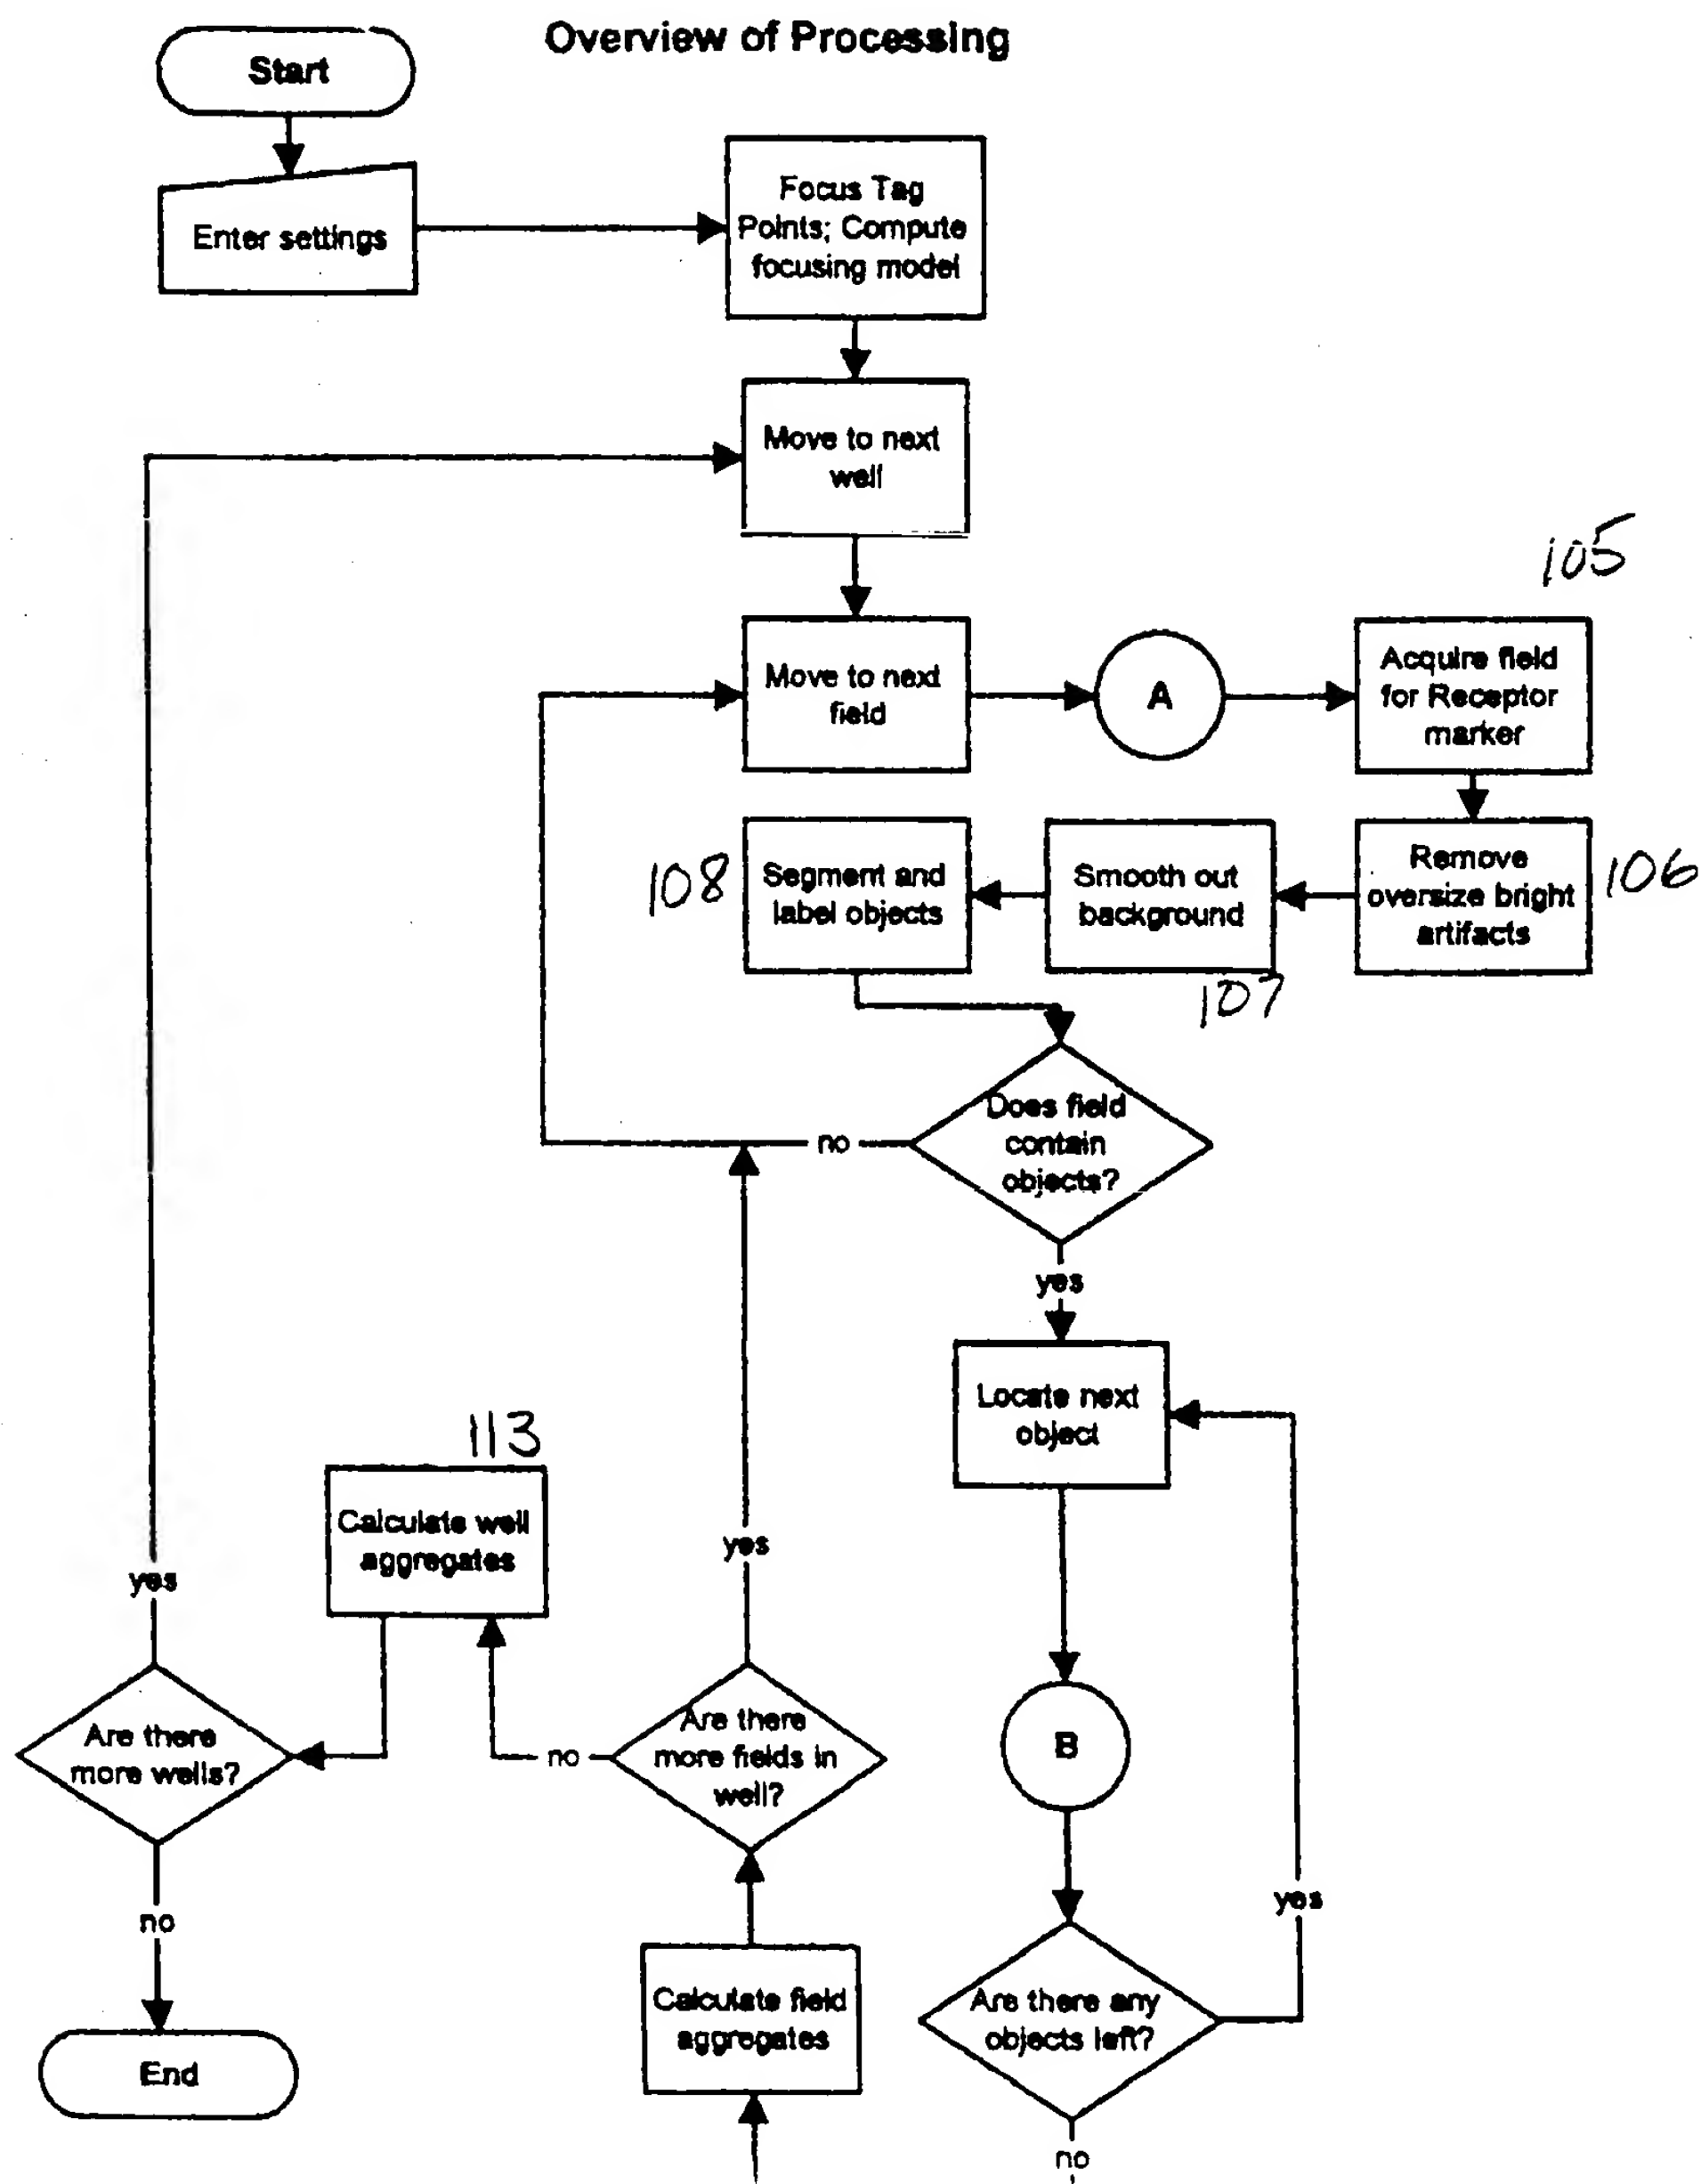 Overview of Processing
Start
Enter settings
Focus Tag
Points; Compute
focusing model
Move to next
well
105
Move to next
field
A
Acquire field
for Receptor
marker
108
Segment and
label objects
Smooth out
background
107
Remove
oversize bright
artifacts
106
Does field
contain
objects?
no
yes
Locate next
object
113
Calculate well
aggregates
yes
yes
Are there
more wells?
no
Are there
more fields in
well?
B
no
yes
Calculate field
aggregates
Are there any
objects left?
End
no